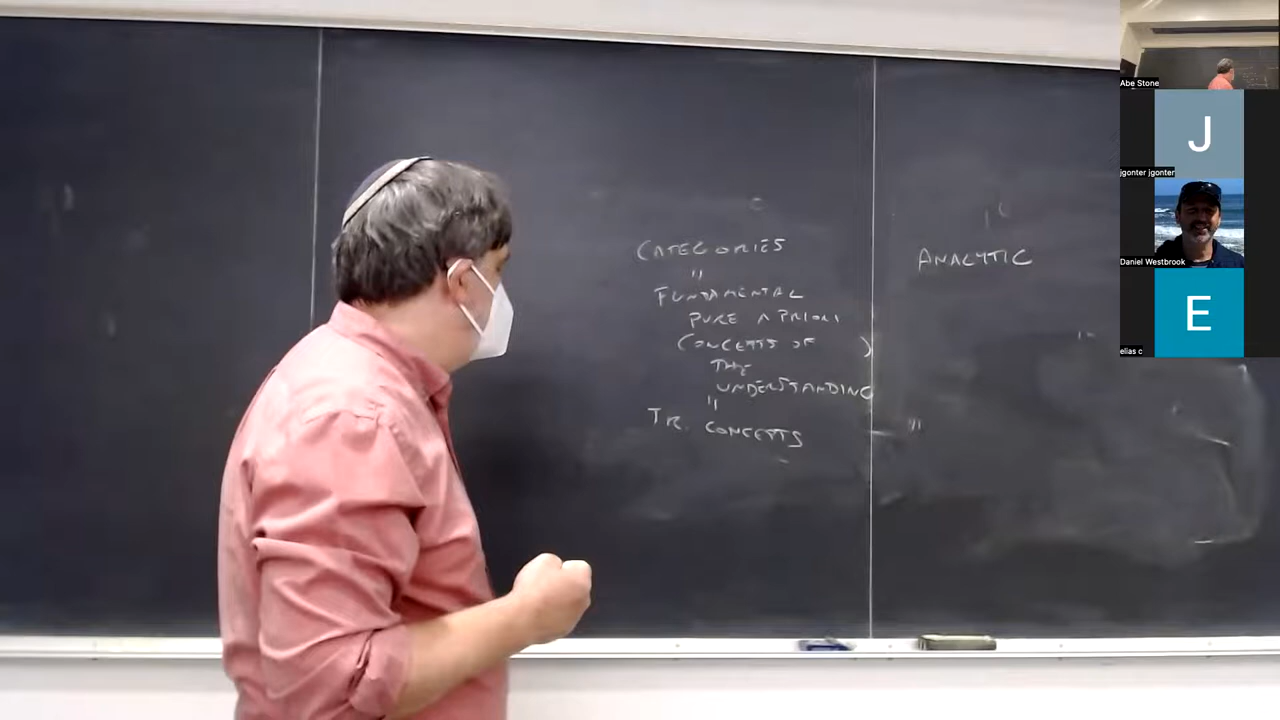 CATEGORIES
"
FUNDAMENTAL
PURE A PRIORI
CONCEPTS OF
THE
UNDERSTANDING
"
TR. CONCEPTS
ANALYTIC
Abe Stone
J
jgonter jgonter
Daniel Westbrook
E
elias c